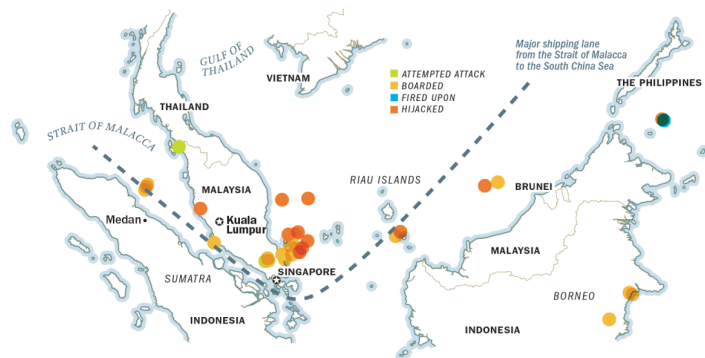 GULF OF
THAILAND
VIETNAM
ATTEMPTED ATTACK
BOARDED
FIRED UPON
HIJACKED
Major shipping lane
from the Strait of Malacca
to the South China Sea
THE PHILIPPINES
THAILAND
STRAIT OF MALACCA
MALAYSIA
RIAU ISLANDS
BRUNEI
Medan
Kuala
Lumpur
MALAYSIA
SUMATRA
SINGAPORE
BORNEO
INDONESIA
INDONESIA